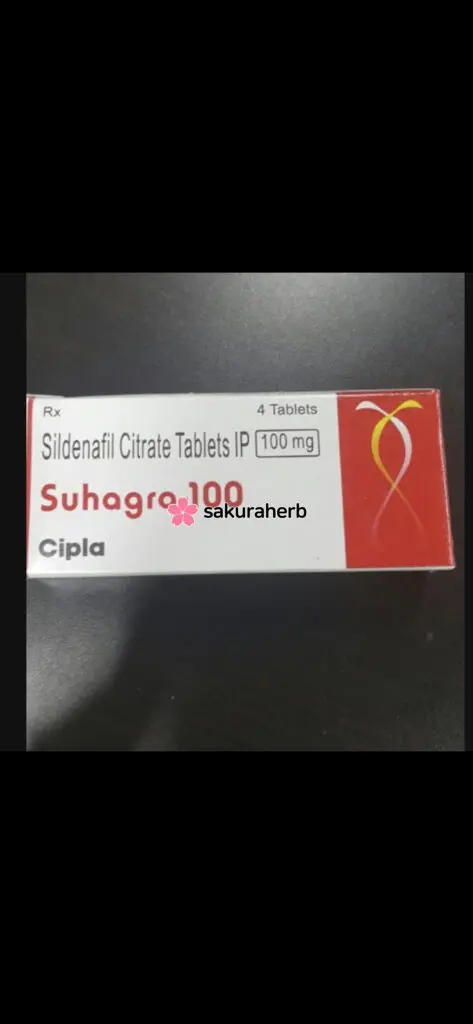 Rx
4 Tablets
Sildenafil Citrate Tablets IP 100 mg
Suhagra 100
sakuraherb
Cipla